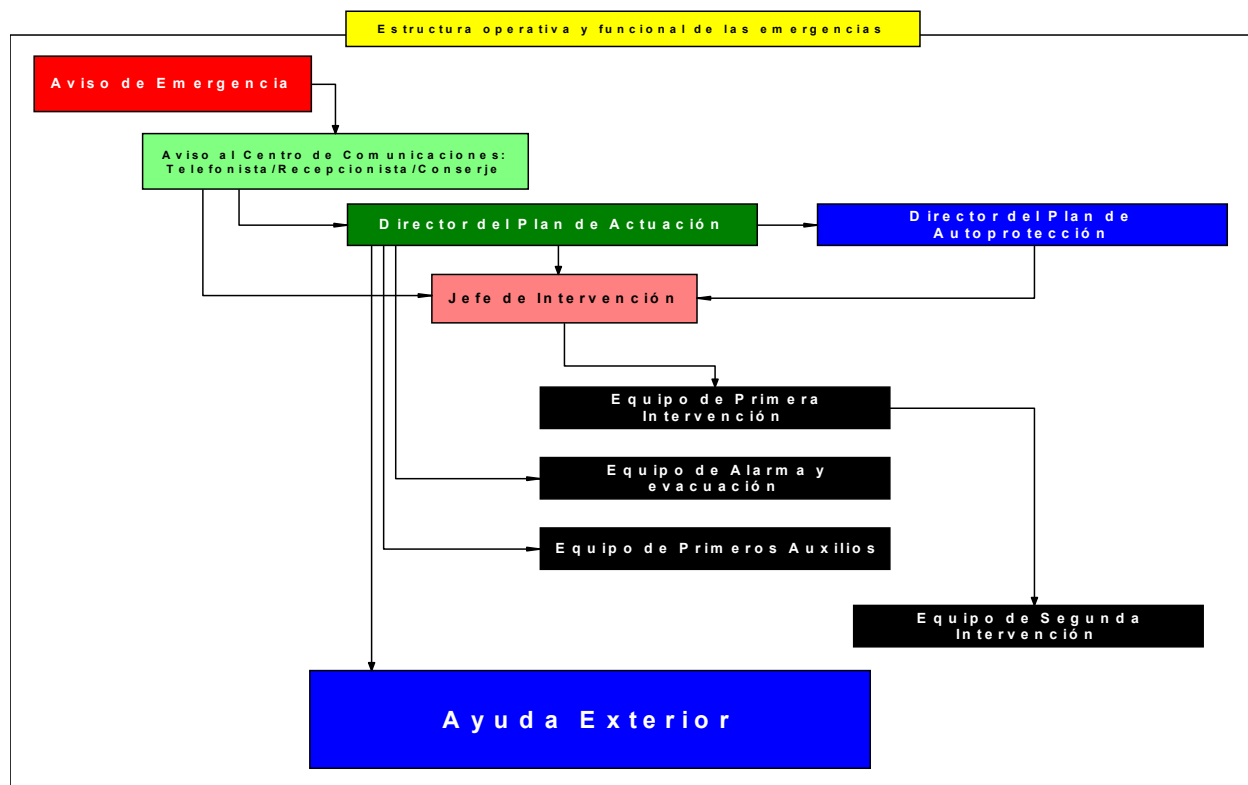 Estructura operativa y funcional de las emergencias
Aviso de Emergencia
Aviso al Centro de Comunicaciones:
Telefonista/Recepcionista/Conserje
Director del Plan de Actuación
Director del Plan de
Autoprotección
Jefe de Intervención
Equipo de Primera
Intervención
Equipo de Alarma y
evacuación
Equipo de Primeros Auxilios
Equipo de Segunda
Intervención
Ayuda Exterior